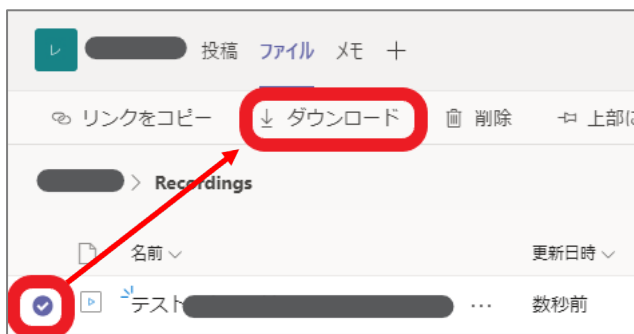 レ 投稿 ファイル メモ
リンクをコピー ダウンロード 削除 上部に
> Recordings
名前 更新日時
テスト ... 数秒前